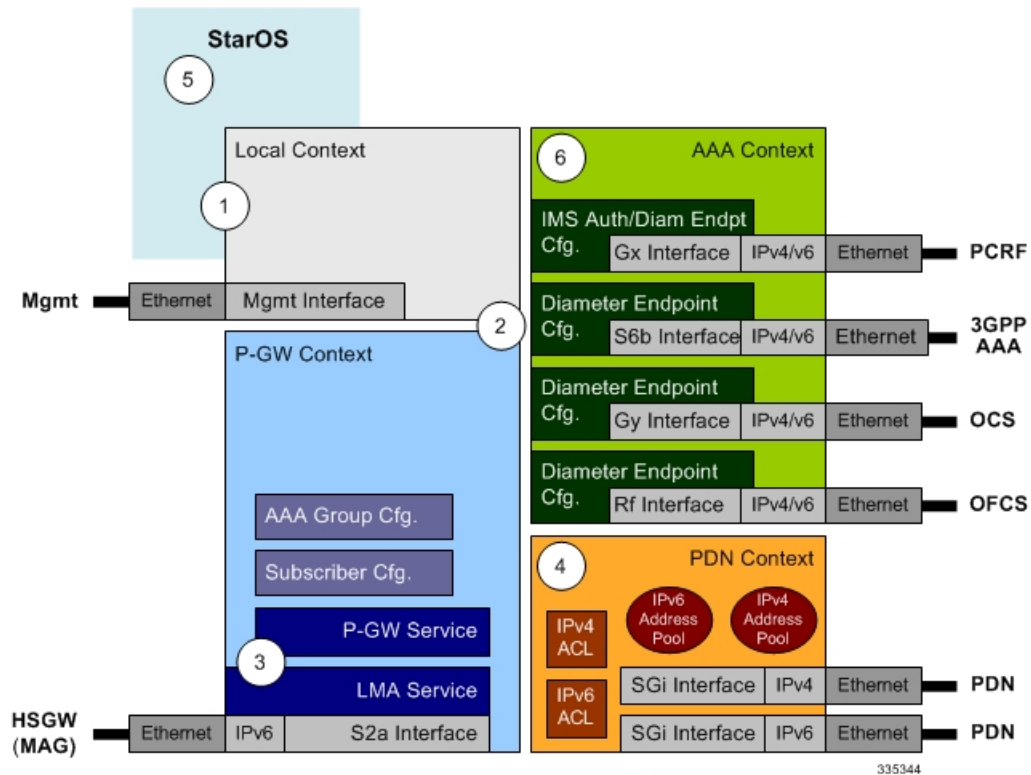 StarOS
5
Local Context
1
Mgmt
Ethernet
Mgmt Interface
2
P-GW Context
AAA Group Cfg.
Subscriber Cfg.
P-GW Service
3
LMA Service
HSGW
(MAG)
Ethernet
IPv6
S2a Interface
6
AAA Context
IMS Auth/Diam Endpt
Cfg.
Gx Interface
IPv4/v6
Ethernet
PCRF
Diameter Endpoint
Cfg.
S6b Interface
IPv4/v6
Ethernet
3GPP
AAA
Diameter Endpoint
Cfg.
Gy Interface
IPv4/v6
Ethernet
OCS
Diameter Endpoint
Cfg.
Rf Interface
IPv4/v6
Ethernet
OFCS
4
PDN Context
IPv6
Address
Pool
IPv4
Address
Pool
IPv4
ACL
IPv6
ACL
SGi Interface
IPv4
Ethernet
PDN
SGi Interface
IPv6
Ethernet
PDN
335344